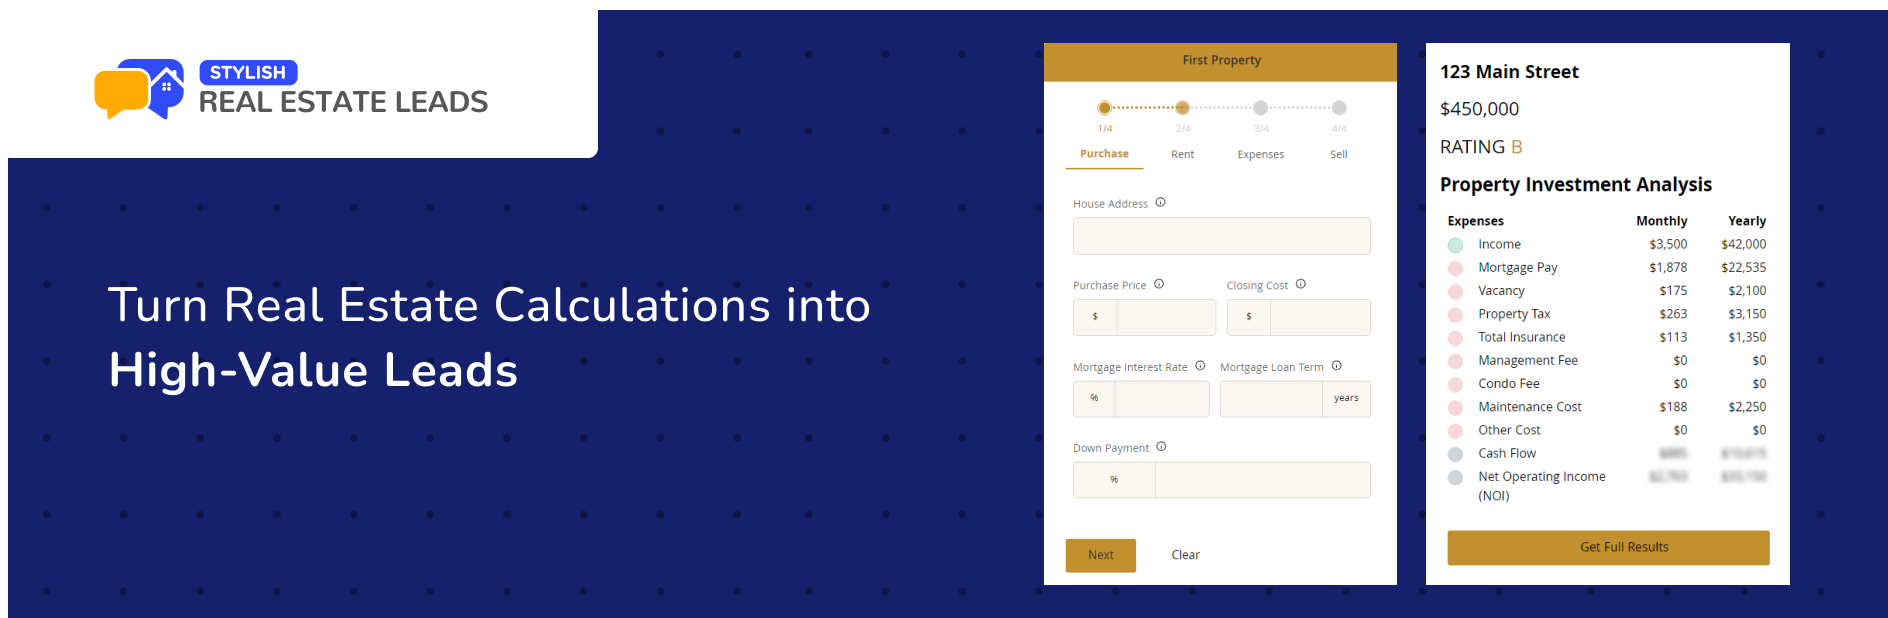 STYLISH
REAL ESTATE LEADS
Turn Real Estate Calculations into
High-Value Leads
First Property
1/4 2/4 3/4 4/4
Purchase Rent Expenses Sell
House Address
Purchase Price Closing Cost
$ $
Mortgage Interest Rate Mortgage Loan Term
% years
Down Payment
%
Next Clear
123 Main Street
$450,000
RATING B
Property Investment Analysis
Expenses Monthly Yearly
Income $3,500 $42,000
Mortgage Pay $1,878 $22,535
Vacancy $175 $2,100
Property Tax $263 $3,150
Total Insurance $113 $1,350
Management Fee $0 $0
Condo Fee $0 $0
Maintenance Cost $188 $2,250
Other Cost $0 $0
Cash Flow
Net Operating Income
(NOI)
Get Full Results